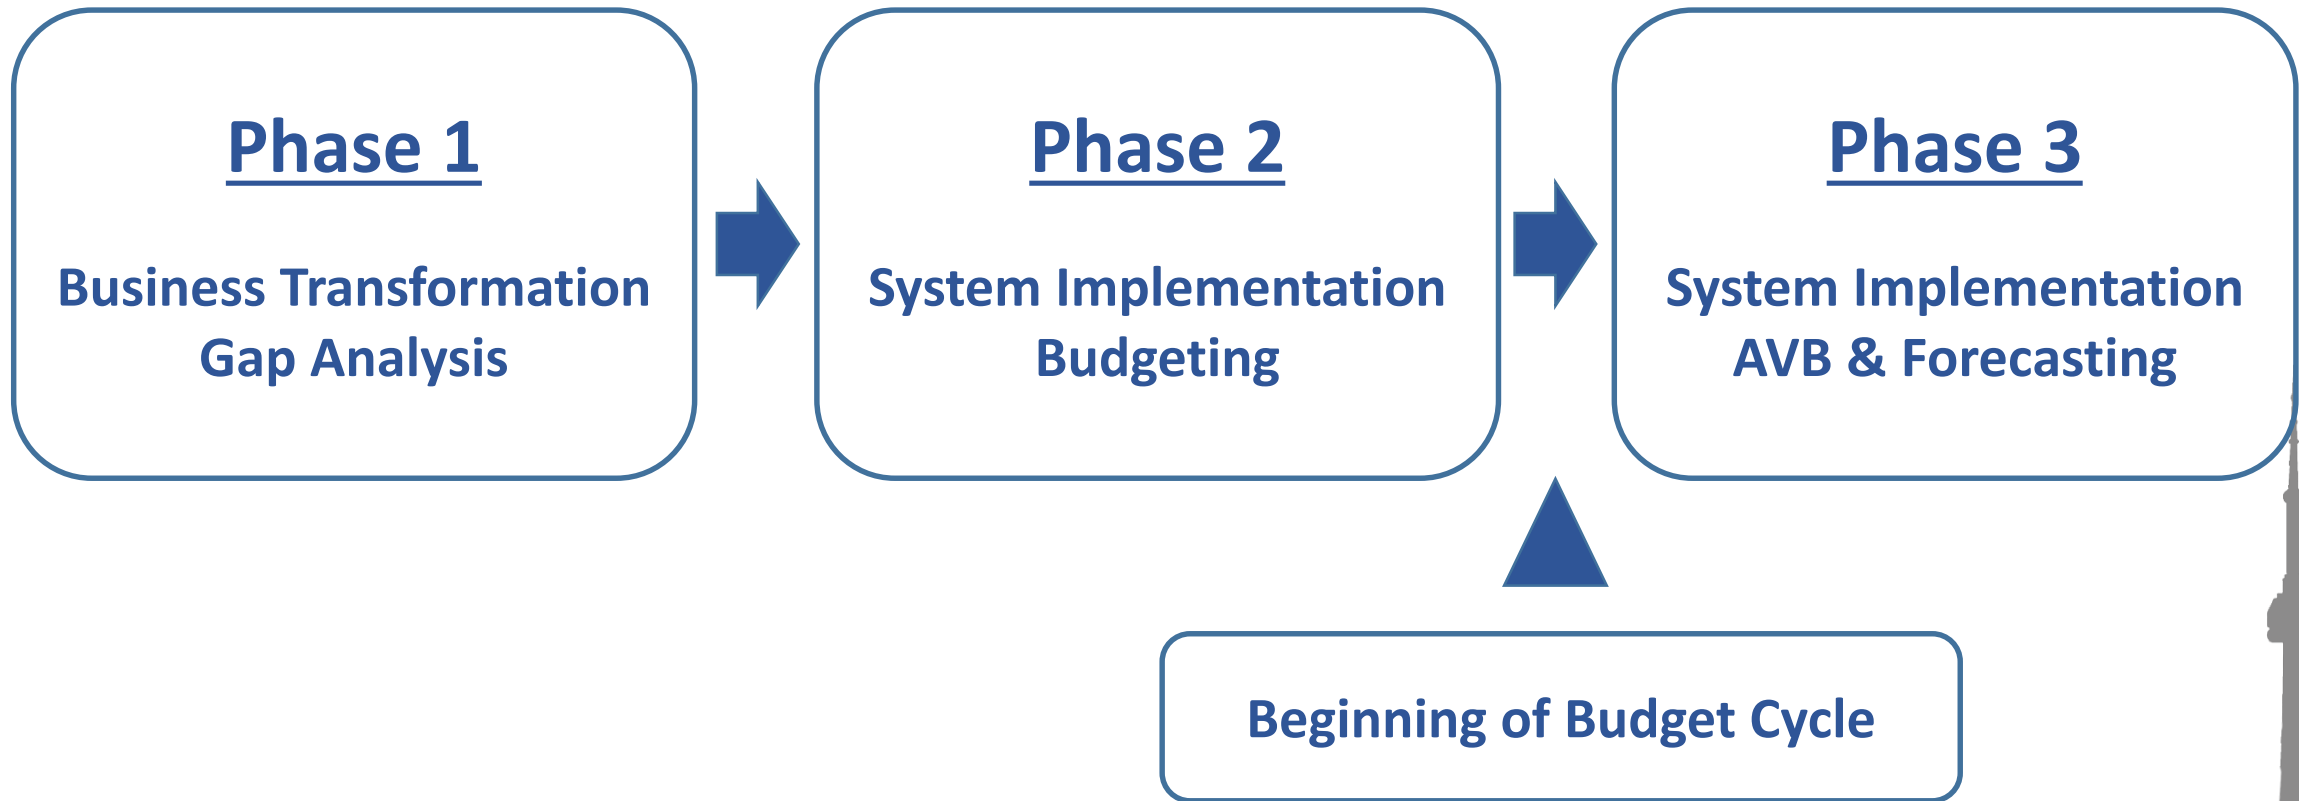 Phase 1
Business Transformation
Gap Analysis
Phase 2
System Implementation
Budgeting
Phase 3
System Implementation
AVB & Forecasting
Beginning of Budget Cycle